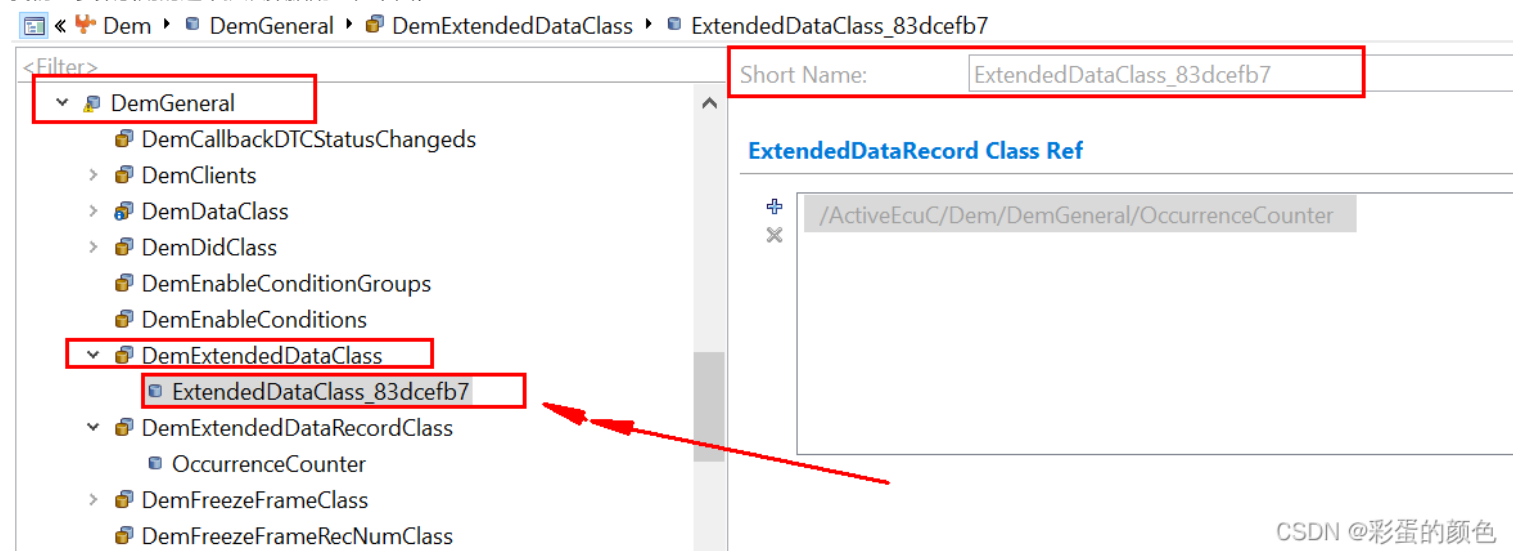 « Dem ▸ DemGeneral ▸ DemExtendedDataClass ▸ ExtendedDataClass_83dcefb7
<Filter>
DemGeneral
DemCallbackDTCStatusChangeds
DemClients
DemDataClass
DemDidClass
DemEnableConditionGroups
DemEnableConditions
DemExtendedDataClass
ExtendedDataClass_83dcefb7
DemExtendedDataRecordClass
OccurrenceCounter
DemFreezeFrameClass
DemFreezeFrameRecNumClass
Short Name: ExtendedDataClass_83dcefb7
ExtendedDataRecord Class Ref
/ActiveEcuC/Dem/DemGeneral/OccurrenceCounter
CSDN @彩蛋的颜色